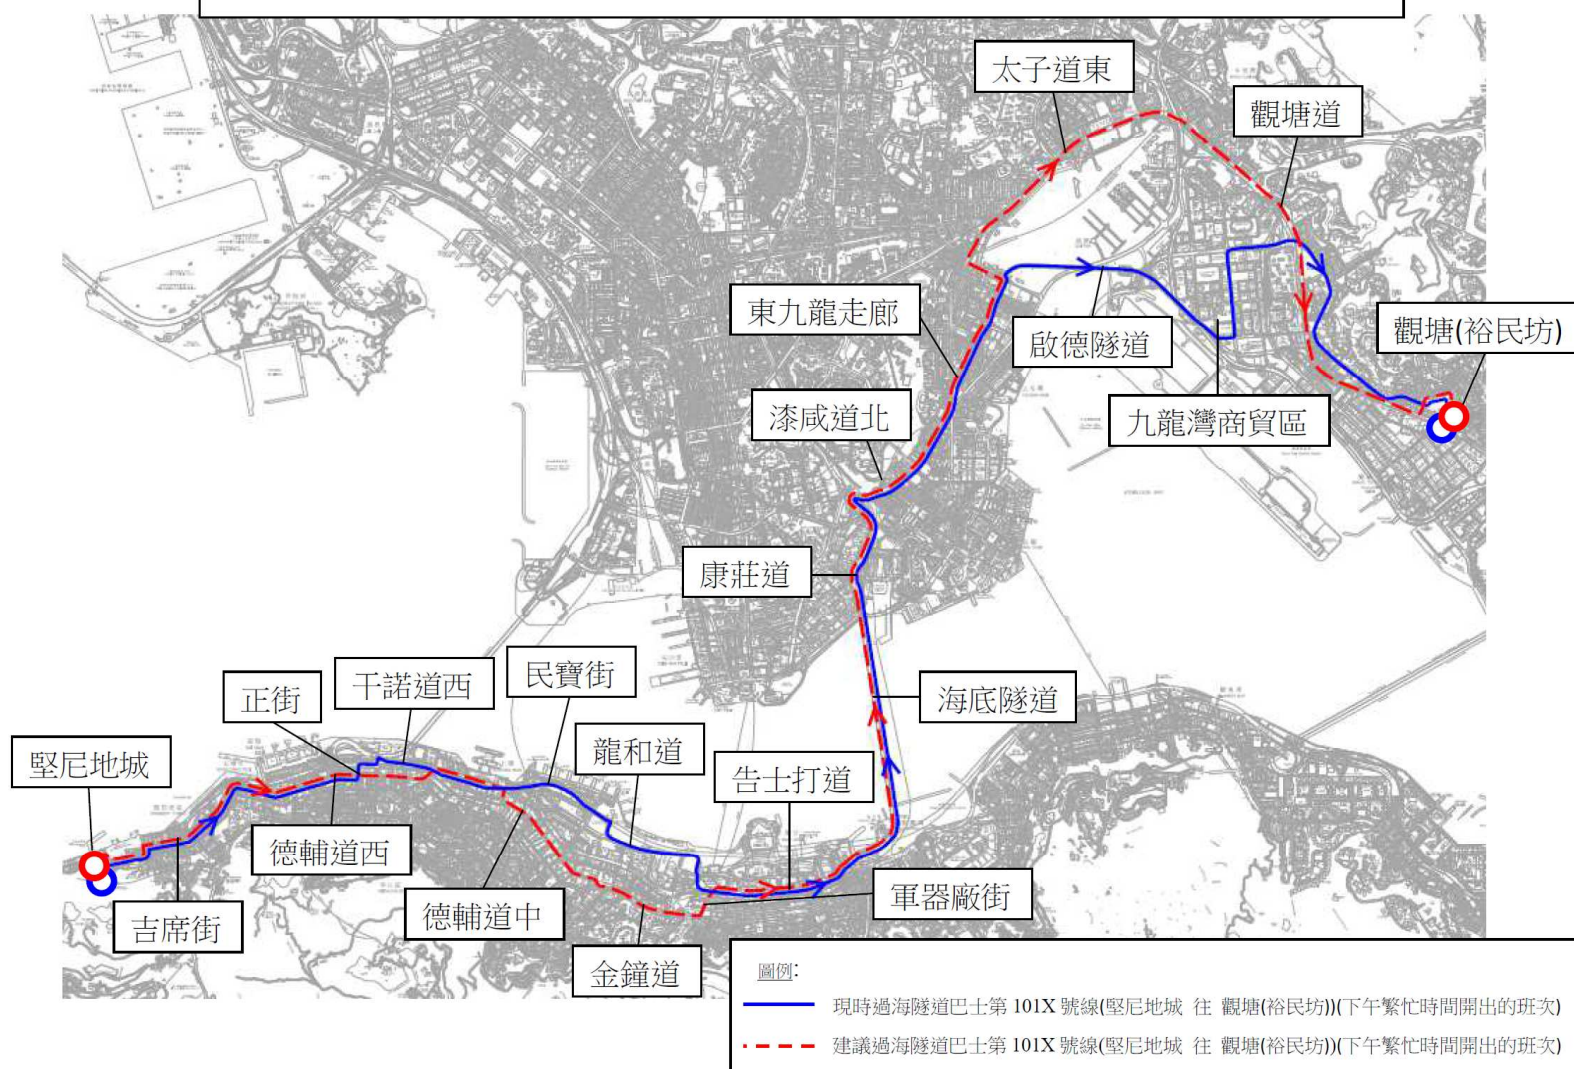 太子道東
觀塘道
東九龍走廊
啟德隧道
觀塘(裕民坊)
漆咸道北
九龍灣商貿區
康莊道
海底隧道
民寶街
干諾道西
正街
龍和道
堅尼地城
告士打道
德輔道西
軍器廠街
德輔道中
吉席街
金鐘道
圖例:
現時過海隧道巴士第 101X 號線(堅尼地城 往 觀塘(裕民坊))(下午繁忙時間開出的班次)
建議過海隧道巴士第 101X 號線(堅尼地城 往 觀塘(裕民坊))(下午繁忙時間開出的班次)